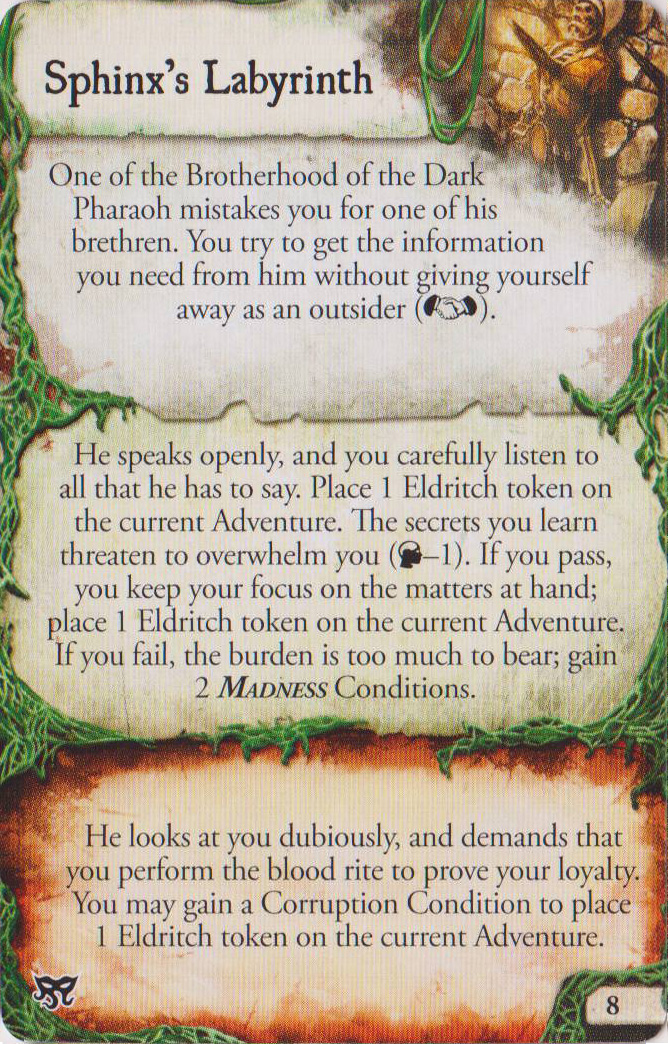 Sphinx's Labyrinth
One of the Brotherhood of the Dark
Pharaoh mistakes you for one of his
brethren. You try to get the information
you need from him without giving yourself
away as an outsider ( ).
He speaks openly, and you carefully listen to
all that he has to say. Place 1 Eldritch token on
the current Adventure. The secrets you learn
threaten to overwhelm you ( –1). If you pass,
you keep your focus on the matters at hand;
place 1 Eldritch token on the current Adventure.
If you fail, the burden is too much to bear; gain
2 MADNESS Conditions.
He looks at you dubiously, and demands that
you perform the blood rite to prove your loyalty.
You may gain a Corruption Condition to place
1 Eldritch token on the current Adventure.
8